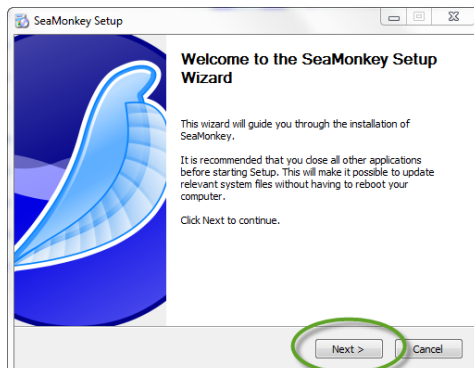 SeaMonkey Setup
Welcome to the SeaMonkey Setup
Wizard
This wizard will guide you through the installation of
SeaMonkey.
It is recommended that you close all other applications
before starting Setup. This will make it possible to update
relevant system files without having to reboot your
computer.
Click Next to continue.
Next >
Cancel